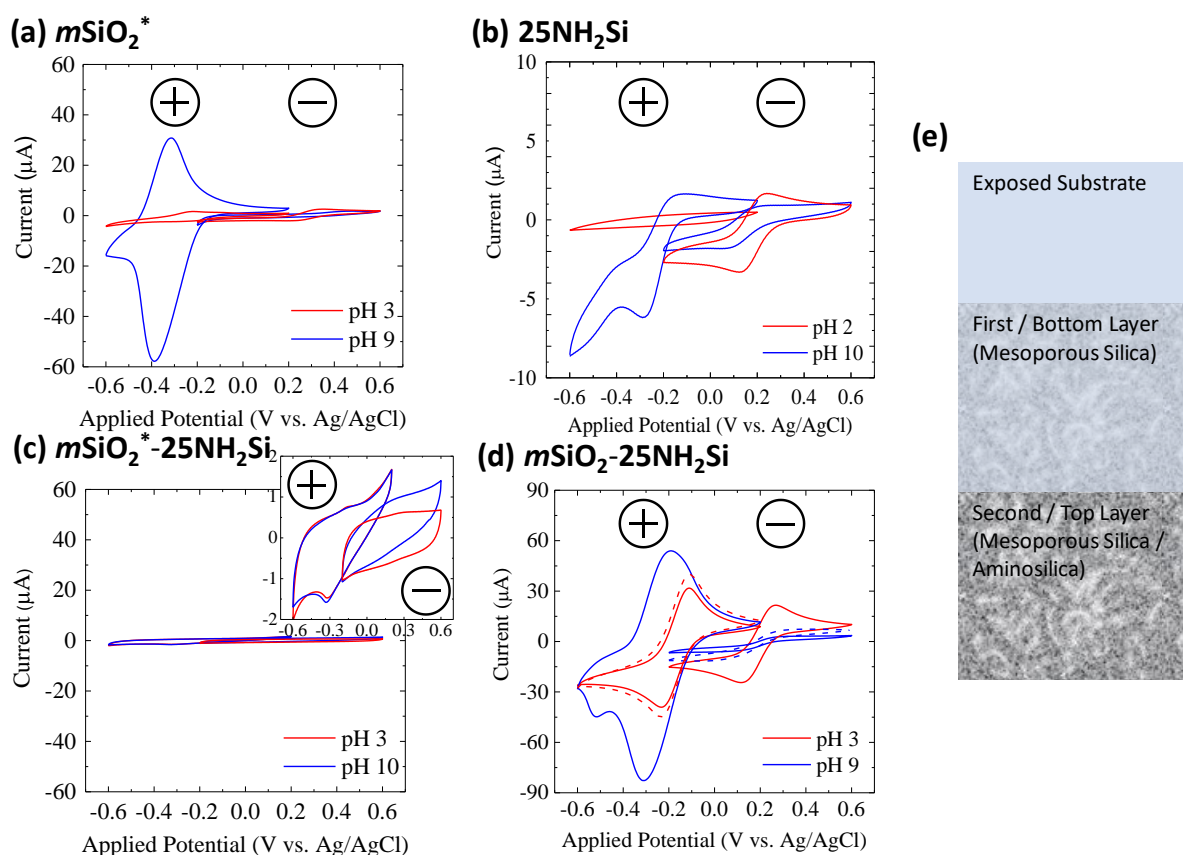 (a) mSiO2*
60
40
20
0
-20
-40
-60
Current (μA)
-0.6 -0.4 -0.2 0.0 0.2 0.4 0.6
Applied Potential (V vs. Ag/AgCl)
+
−
pH 3
pH 9
(b) 25NH2Si
10
5
0
-5
-10
Current (μA)
-0.6 -0.4 -0.2 0.0 0.2 0.4 0.6
Applied Potential (V vs. Ag/AgCl)
+
−
pH 2
pH 10
(c) mSiO2*-25NH2Si
60
40
20
0
-20
-40
-60
Current (μA)
-0.6 -0.4 -0.2 0.0 0.2 0.4 0.6
Applied Potential (V vs. Ag/AgCl)
2
1
0
-1
-2
-0.6 -0.3 0.0 0.3 0.6
+
−
pH 3
pH 10
(d) mSiO2-25NH2Si
90
60
30
0
-30
-60
-90
Current (μA)
-0.6 -0.4 -0.2 0.0 0.2 0.4 0.6
Applied Potential (V vs. Ag/AgCl)
+
−
pH 3
pH 9
(e)
Exposed Substrate
First / Bottom Layer
(Mesoporous Silica)
Second / Top Layer
(Mesoporous Silica /
Aminosilica)